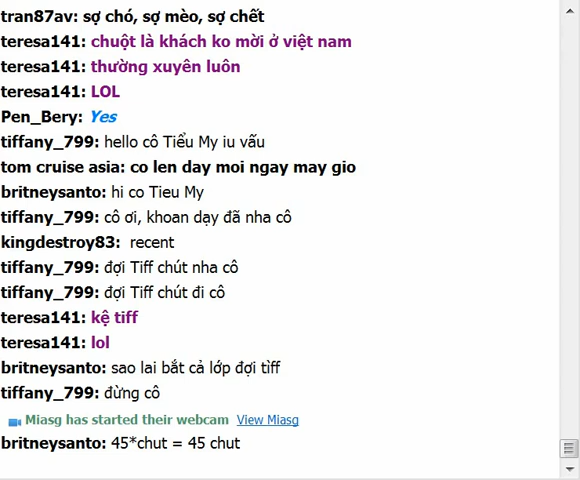 tran87av: sợ chó, sợ mèo, sợ chết
teresa141: chuột là khách ko mời ở việt nam
teresa141: thường xuyên luôn
teresa141: LOL
Pen_Bery: Yes
tiffany_799: hello cô Tiểu My iu vấu
tom cruise asia: co len day moi ngay may gio
britneysanto: hi co Tieu My
tiffany_799: cô ơi, khoan dạy đã nha cô
kingdestroy83: recent
tiffany_799: đợi Tiff chút nha cô
tiffany_799: đợi Tiff chút đi cô
teresa141: kệ tiff
teresa141: lol
britneysanto: sao lai bắt cả lớp đợi tìff
tiffany_799: đừng cô
Miasg has started their webcam View Miasg
britneysanto: 45*chut = 45 chut